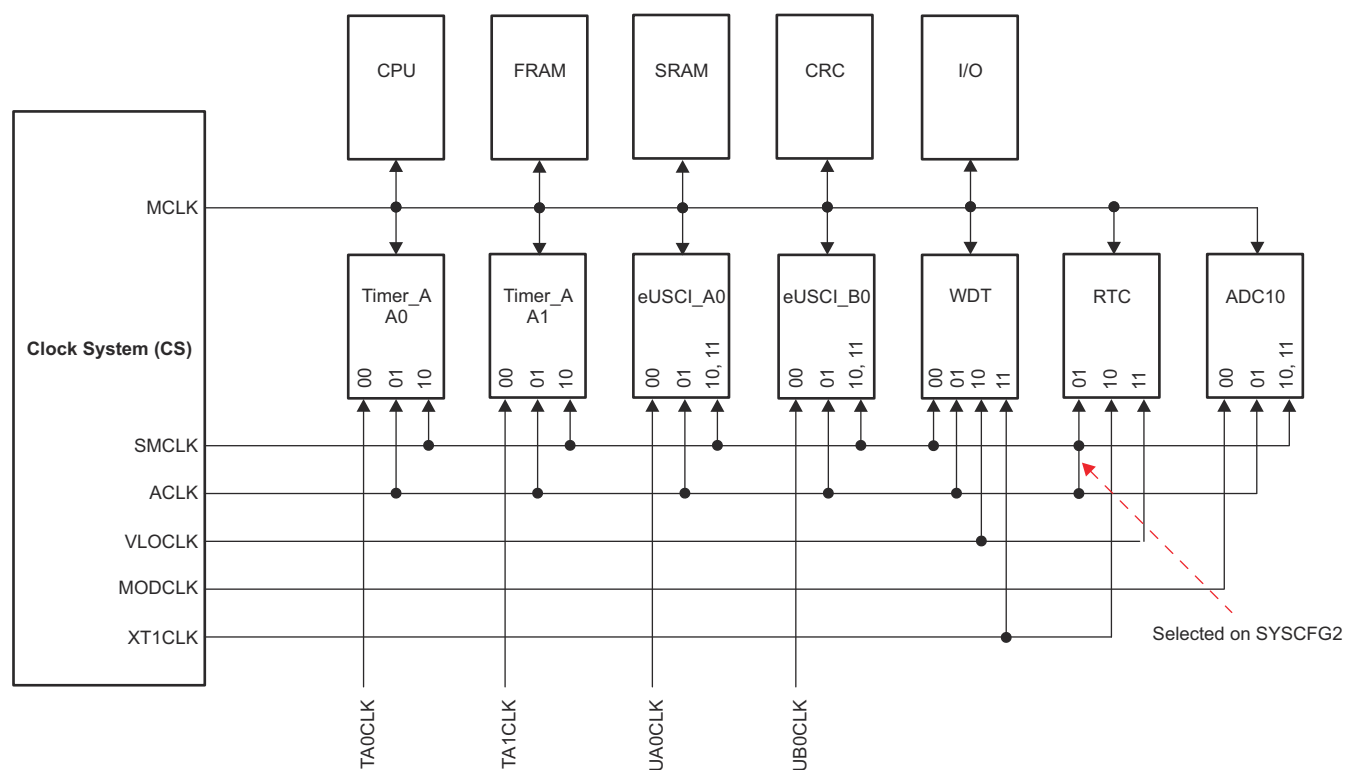 CPU
FRAM
SRAM
CRC
I/O
MCLK
Timer_A
A0
00
01
10
Timer_A
A1
00
01
10
eUSCI_A0
00
01
10, 11
eUSCI_B0
00
01
10, 11
WDT
00
01
10
11
RTC
01
10
11
ADC10
00
01
10, 11
Clock System (CS)
SMCLK
ACLK
VLOCLK
MODCLK
XT1CLK
Selected on SYSCFG2
TA0CLK
TA1CLK
UA0CLK
UB0CLK